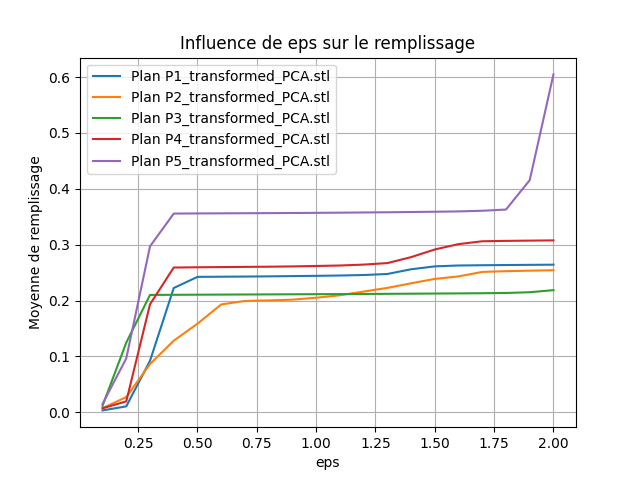 Influence de eps sur le remplissage
Plan P1_transformed_PCA.stl
Plan P2_transformed_PCA.stl
Plan P3_transformed_PCA.stl
Plan P4_transformed_PCA.stl
Plan P5_transformed_PCA.stl
Moyenne de remplissage
0.6
0.5
0.4
0.3
0.2
0.1
0.0
0.25 0.50 0.75 1.00 1.25 1.50 1.75 2.00
eps